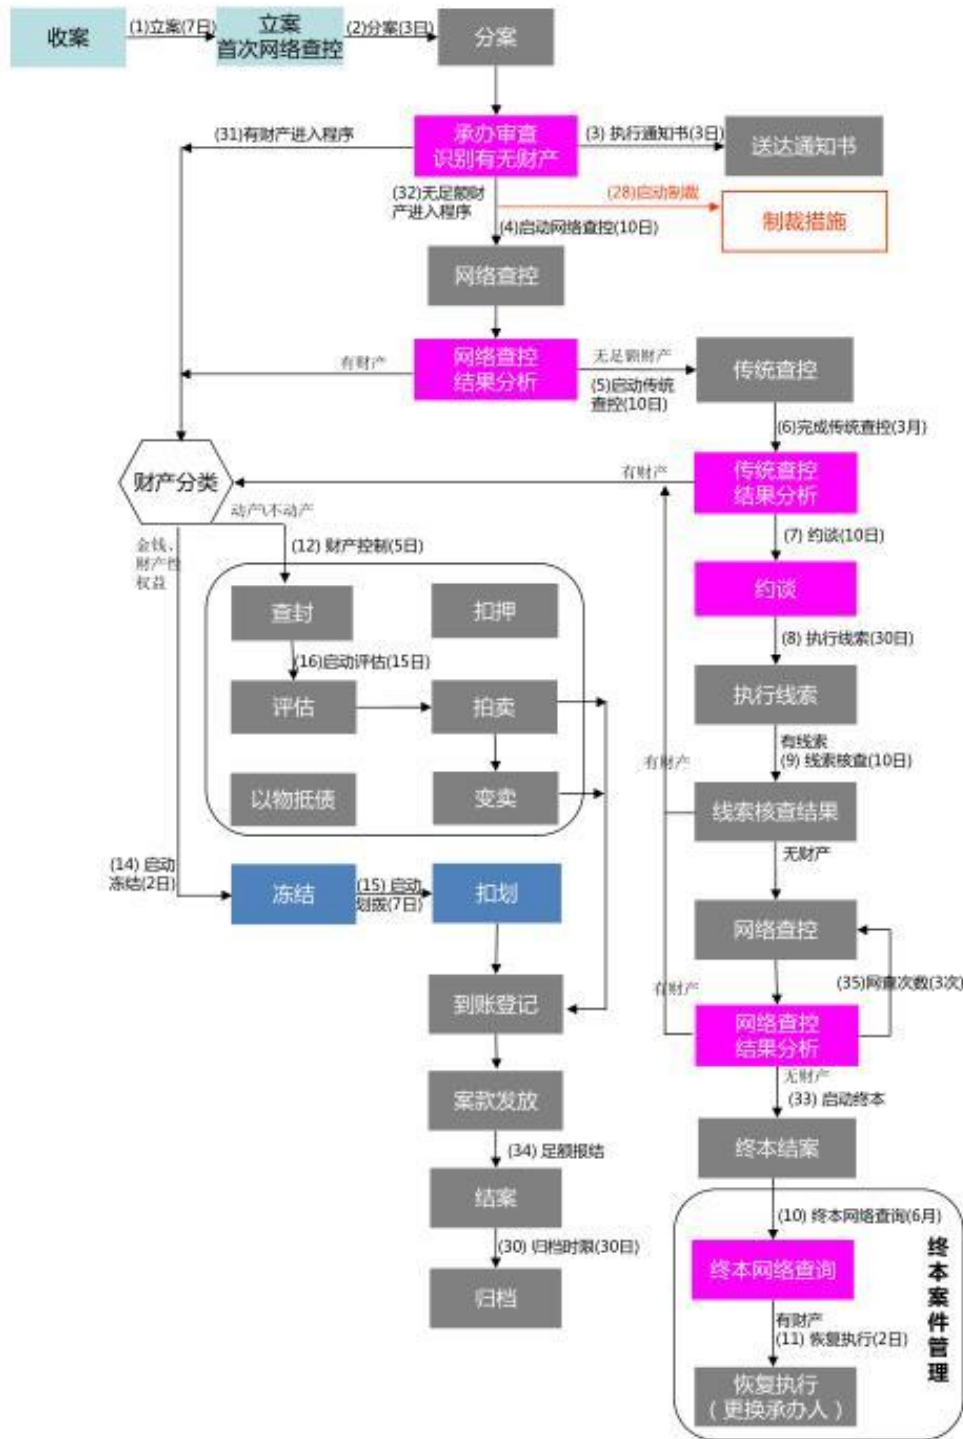 收案
(1)立案(7日)
立案
首次网络查控
(2)分案(3日)
分案
(31)有财产进入程序
承办审查
识别有无财产
(3) 执行通知书(3日)
送达通知书
(32)无足额财
产进入程序
(28)启动制裁
制裁措施
(4)启动网络查控(10日)
网络查控
有财产
网络查控
结果分析
无足额财产
(5)启动传统
查控(10日)
传统查控
(6)完成传统查控(3月)
财产分类
有财产
传统查控
结果分析
动产\不动产
金钱、
财产性
权益
(12) 财产控制(5日)
(7) 约谈(10日)
查封
扣押
约谈
(8) 执行线索(30日)
(16)启动评估(15日)
评估
拍卖
执行线索
有线索
(9) 线索核查(10日)
有财产
以物抵债
变卖
线索核查结果
无财产
(14) 启动
冻结(2日)
冻结
(15) 启动
划拨(7日)
扣划
网络查控
(35)网查次数(3次)
有财产
到账登记
网络查控
结果分析
无财产
(33) 启动终本
案款发放
(34) 足额报结
终本结案
结案
(10) 终本网络查询(6月)
(30) 归档时限(30日)
终本网络查询
归档
有财产
(11) 恢复执行(2日)
恢复执行
（更换承办人）
终本案件管理